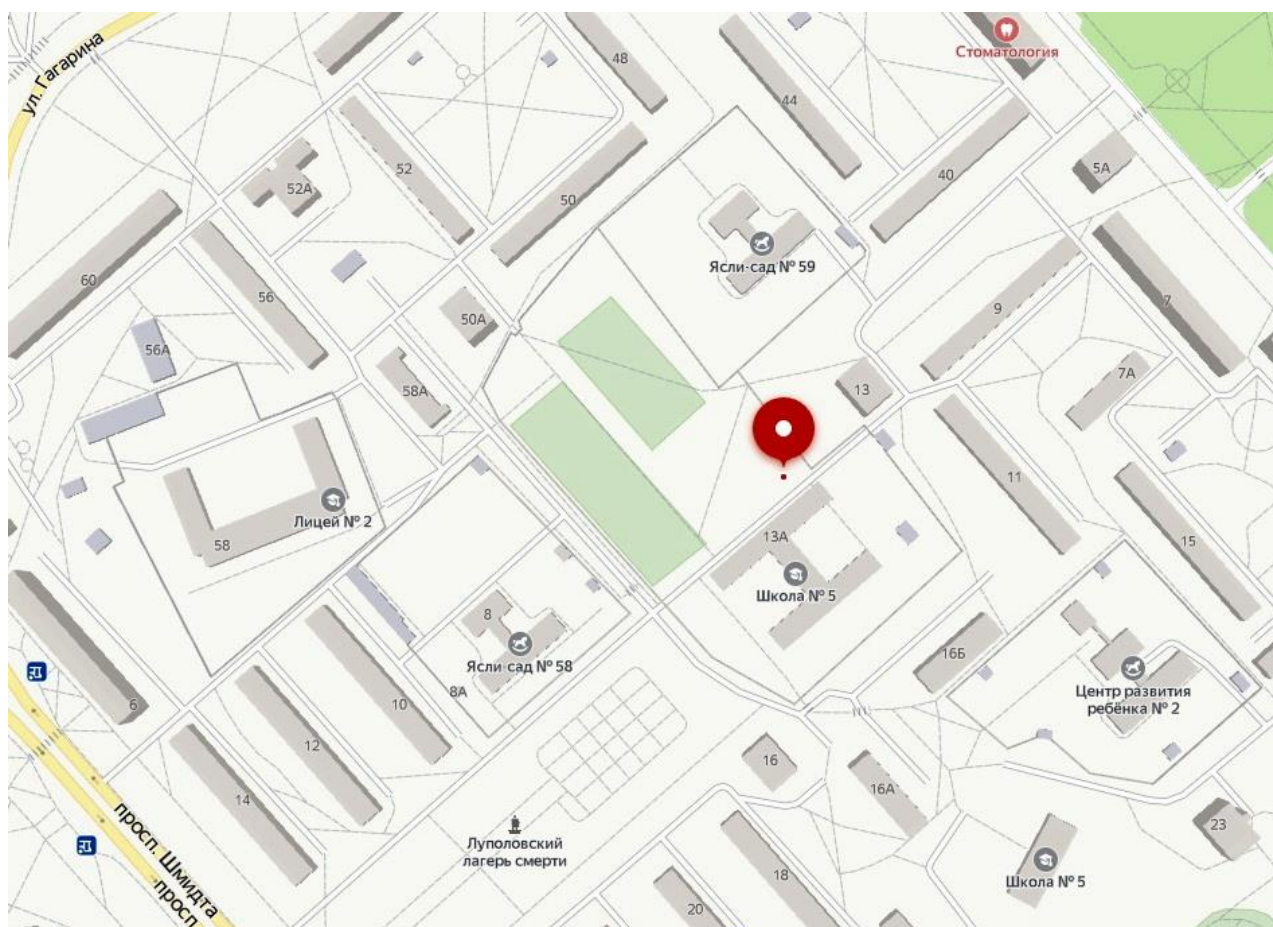 ул. Гагарина
48
Стоматология
44
52
52А
50
40
5А
Ясли-сад № 59
60
56
50А
9
7
56А
58А
13
7А
11
Лицей № 2
58
13А
15
Школа № 5
8
Ясли-сад № 58
16Б
8А
Центр развития
ребёнка № 2
6
10
12
16
14
16А
просп. Шмидта
просп
Луполовский
лагерь смерти
23
18
Школа № 5
20